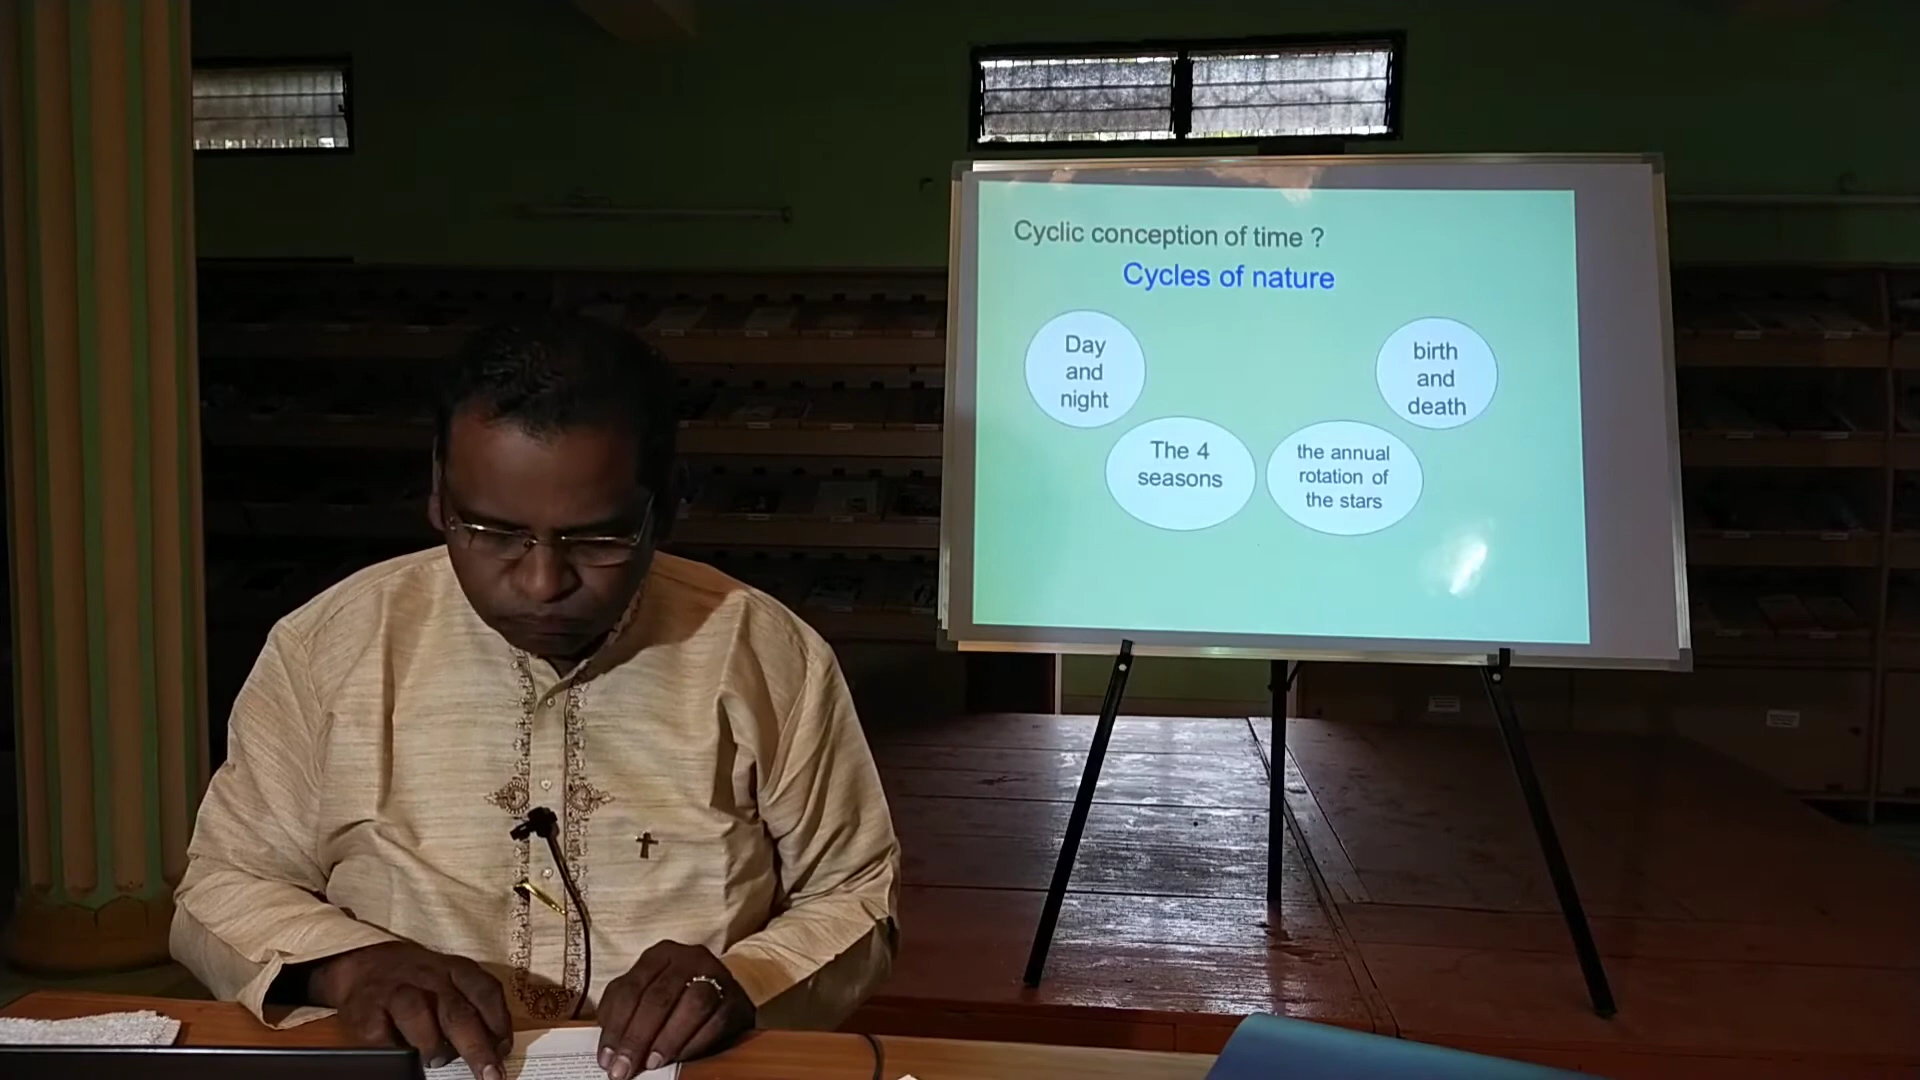 Cyclic conception of time ?
Cycles of nature
Day
and
night
birth
and
death
The 4
seasons
the annual
rotation of
the stars